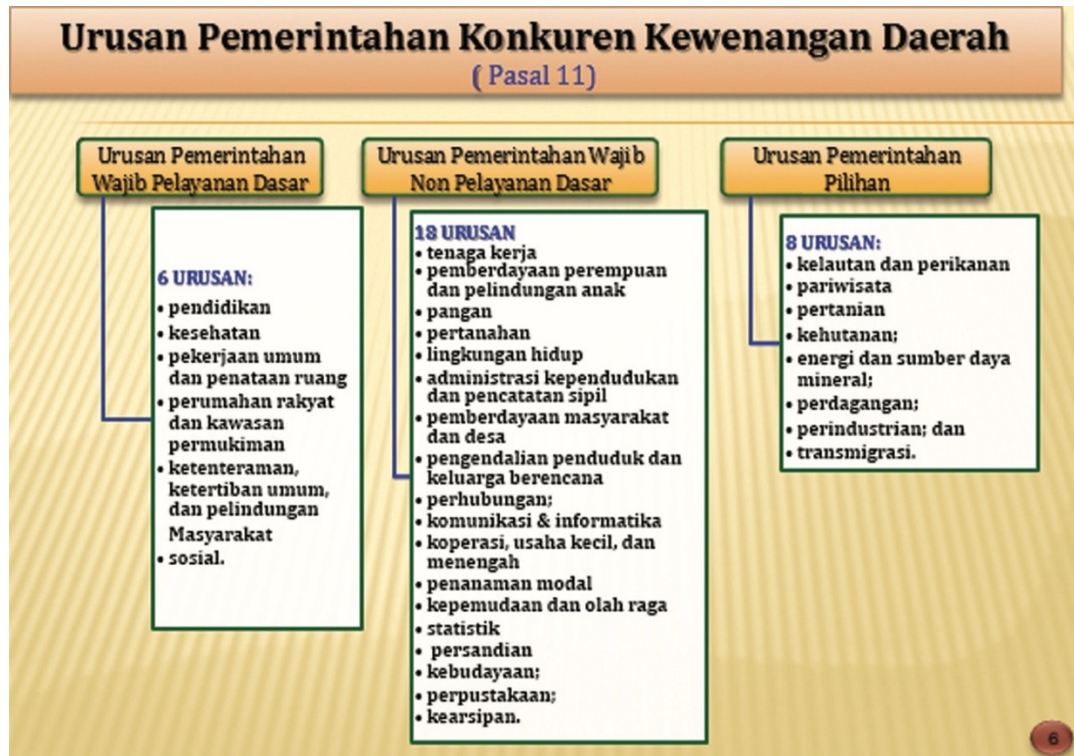 Urusan Pemerintahan Konkuren Kewenangan Daerah
( Pasal 11)
Urusan Pemerintahan
Wajib Pelayanan Dasar
6 URUSAN:
• pendidikan
• kesehatan
• pekerjaan umum
dan penataan ruang
• perumahan rakyat
dan kawasan
permukiman
• ketenteraman,
ketertiban umum,
dan pelindungan
Masyarakat
• sosial.
Urusan Pemerintahan Wajib
Non Pelayanan Dasar
18 URUSAN
• tenaga kerja
• pemberdayaan perempuan
dan pelindungan anak
• pangan
• pertanahan
• lingkungan hidup
• administrasi kependudukan
dan pencatatan sipil
• pemberdayaan masyarakat
dan desa
• pengendalian penduduk dan
keluarga berencana
• perhubungan;
• komunikasi & informatika
• koperasi, usaha kecil, dan
menengah
• penanaman modal
• kepemudaan dan olah raga
• statistik
• persandian
• kebudayaan;
• perpustakaan;
• kearsipan.
Urusan Pemerintahan
Pilihan
8 URUSAN:
• kelautan dan perikanan
• pariwisata
• pertanian
• kehutanan;
• energi dan sumber daya
mineral;
• perdagangan;
• perindustrian; dan
• transmigrasi.
6